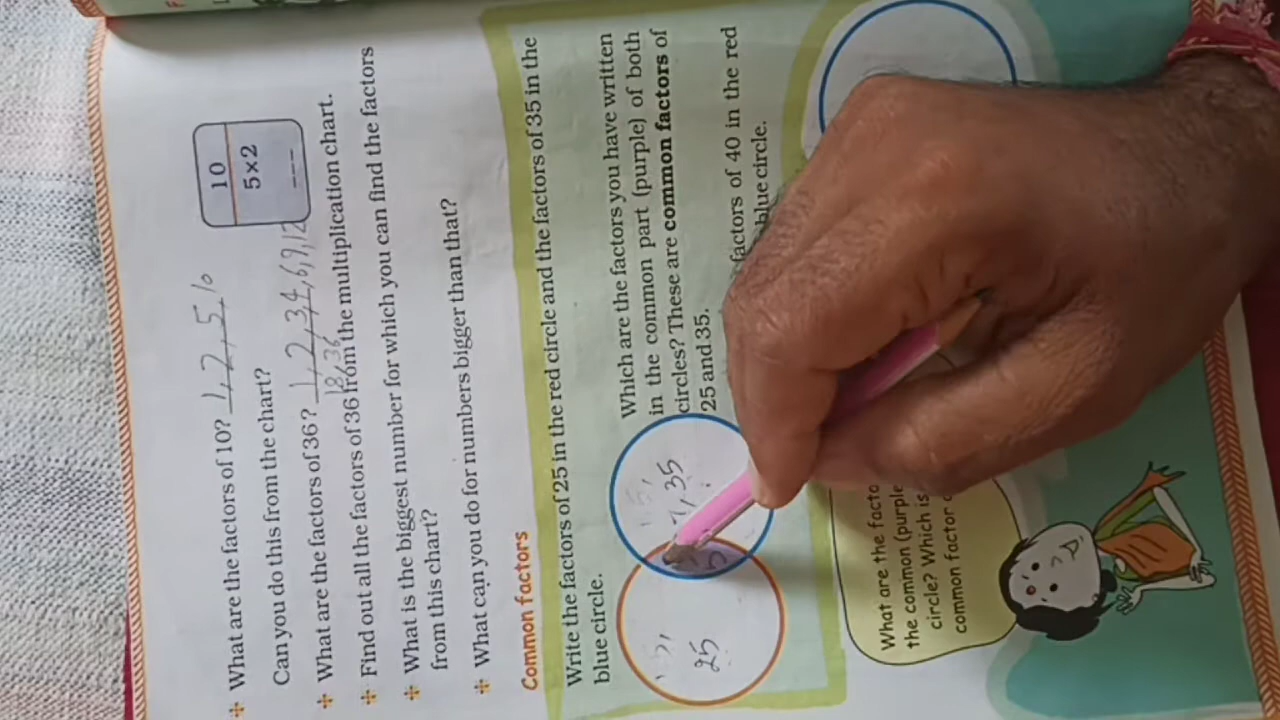 What are the factors of 10? 1, 2, 5, 10
10
5×2
Can you do this from the chart?
What are the factors of 36? 1, 2, 3, 4, 6, 9, 12
18, 36
Find out all the factors of 36 from the multiplication chart.
What is the biggest number for which you can find the factors
from this chart?
What can you do for numbers bigger than that?
Common factors
Write the factors of 25 in the red circle and the factors of 35 in the
blue circle.
25
5
7, 35
Which are the factors you have written
in the common part (purple) of both
circles? These are common factors of
25 and 35.
factors of 40 in the red
blue circle.
What are the facto
the common (purple
circle? Which is
common factor